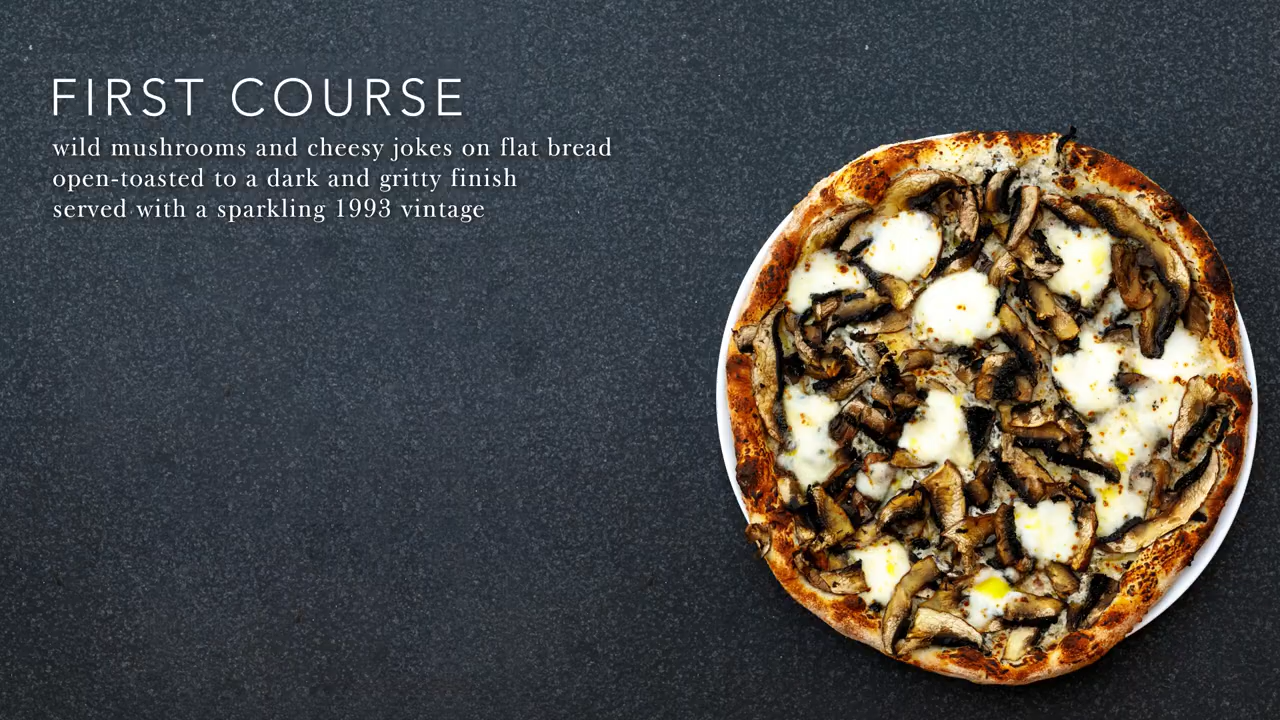 FIRST COURSE
wild mushrooms and cheesy jokes on flat bread
open-toasted to a dark and gritty finish
served with a sparkling 1993 vintage